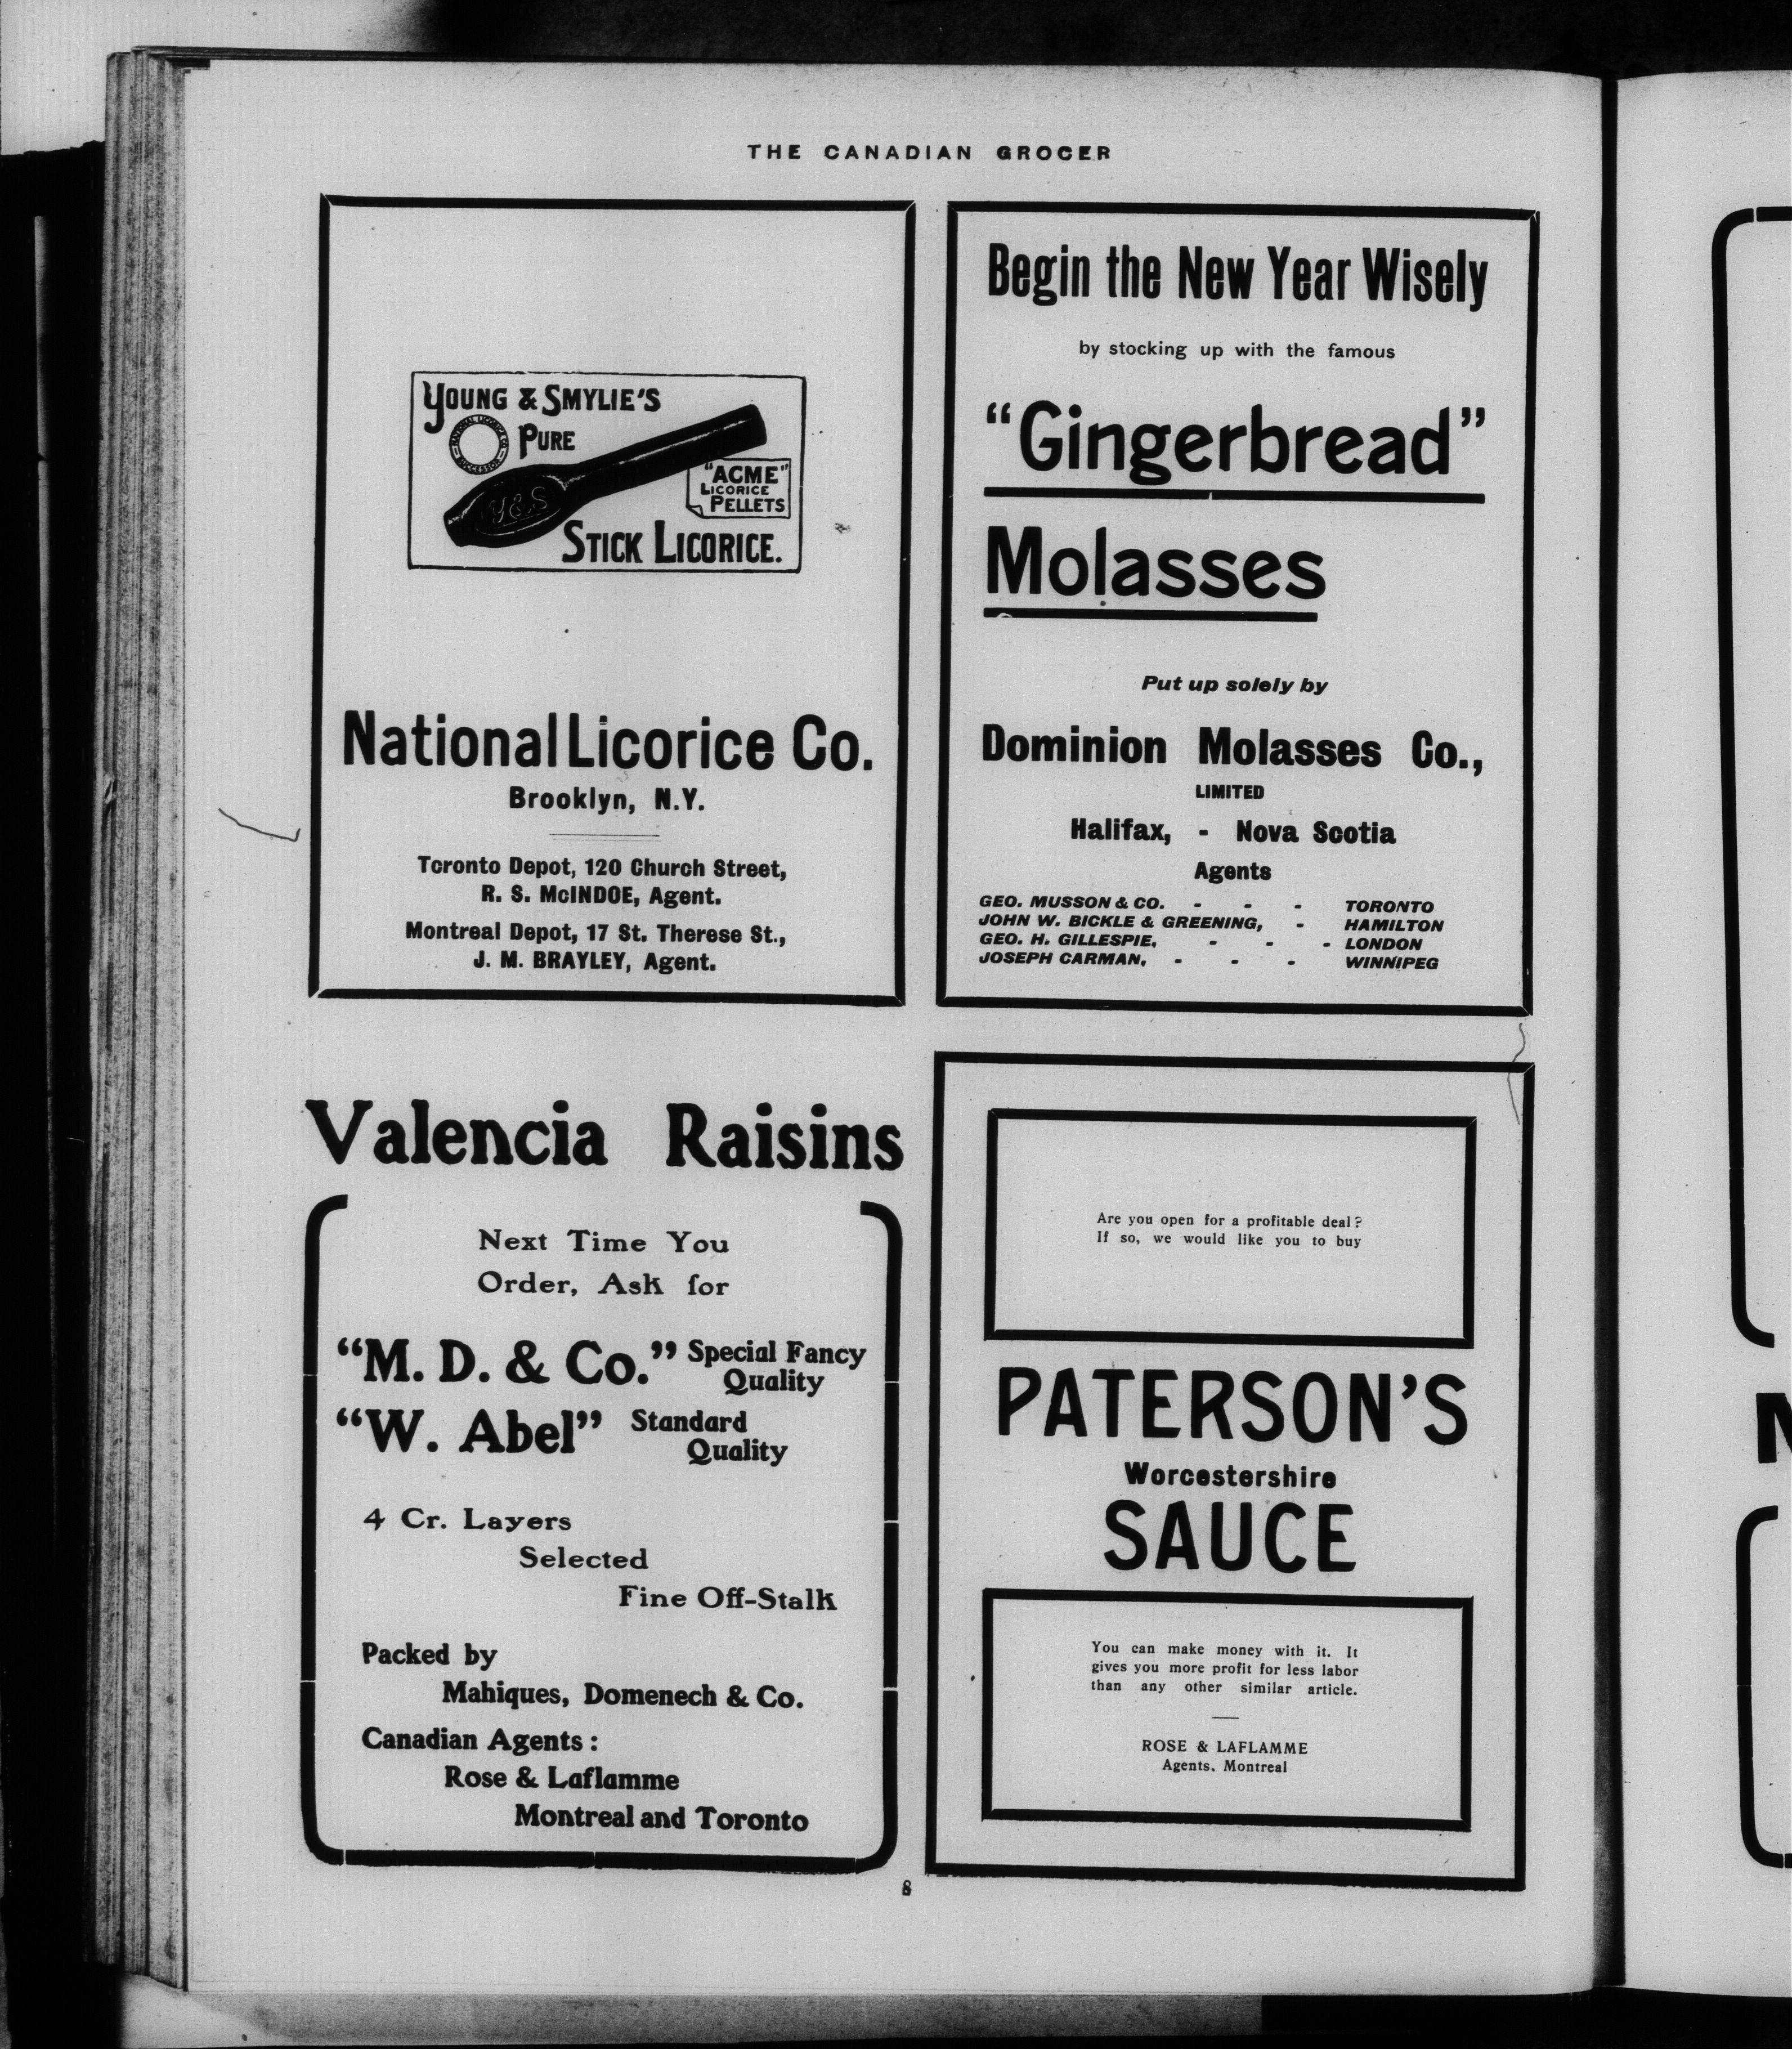 THE CANADIAN GROCER
YOUNG & SMYLIE'S
PURE
NATIONAL LICORICE CO.
SUCCESSOR
Y&S
"ACME"
LICORICE
PELLETS
STICK LICORICE.
National Licorice Co.
Brooklyn, N.Y.
Toronto Depot, 120 Church Street,
R. S. McINDOE, Agent.
Montreal Depot, 17 St. Therese St.,
J. M. BRAYLEY, Agent.
Begin the New Year Wisely
by stocking up with the famous
"Gingerbread"
Molasses
Put up solely by
Dominion Molasses Co.,
LIMITED
Halifax, - Nova Scotia
Agents
GEO. MUSSON & CO. - - - TORONTO
JOHN W. BICKLE & GREENING, - HAMILTON
GEO. H. GILLESPIE, - - - LONDON
JOSEPH CARMAN, - - - WINNIPEG
Valencia Raisins
Next Time You
Order, Ask for
"M. D. & Co." Special Fancy
Quality
"W. Abel" Standard
Quality
4 Cr. Layers
Selected
Fine Off-Stalk
Packed by
Mahiques, Domenech & Co.
Canadian Agents :
Rose & Laflamme
Montreal and Toronto
Are you open for a profitable deal?
If so, we would like you to buy
PATERSON'S
Worcestershire
SAUCE
You can make money with it. It
gives you more profit for less labor
than any other similar article.
ROSE & LAFLAMME
Agents, Montreal
8